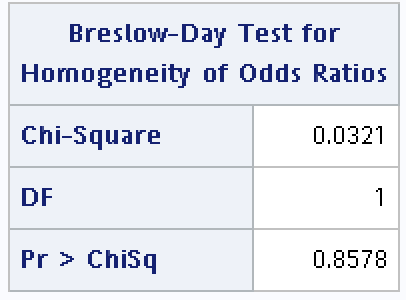 Breslow-Day Test for
Homogeneity of Odds Ratios
Chi-Square 0.0321
DF 1
Pr > ChiSq 0.8578